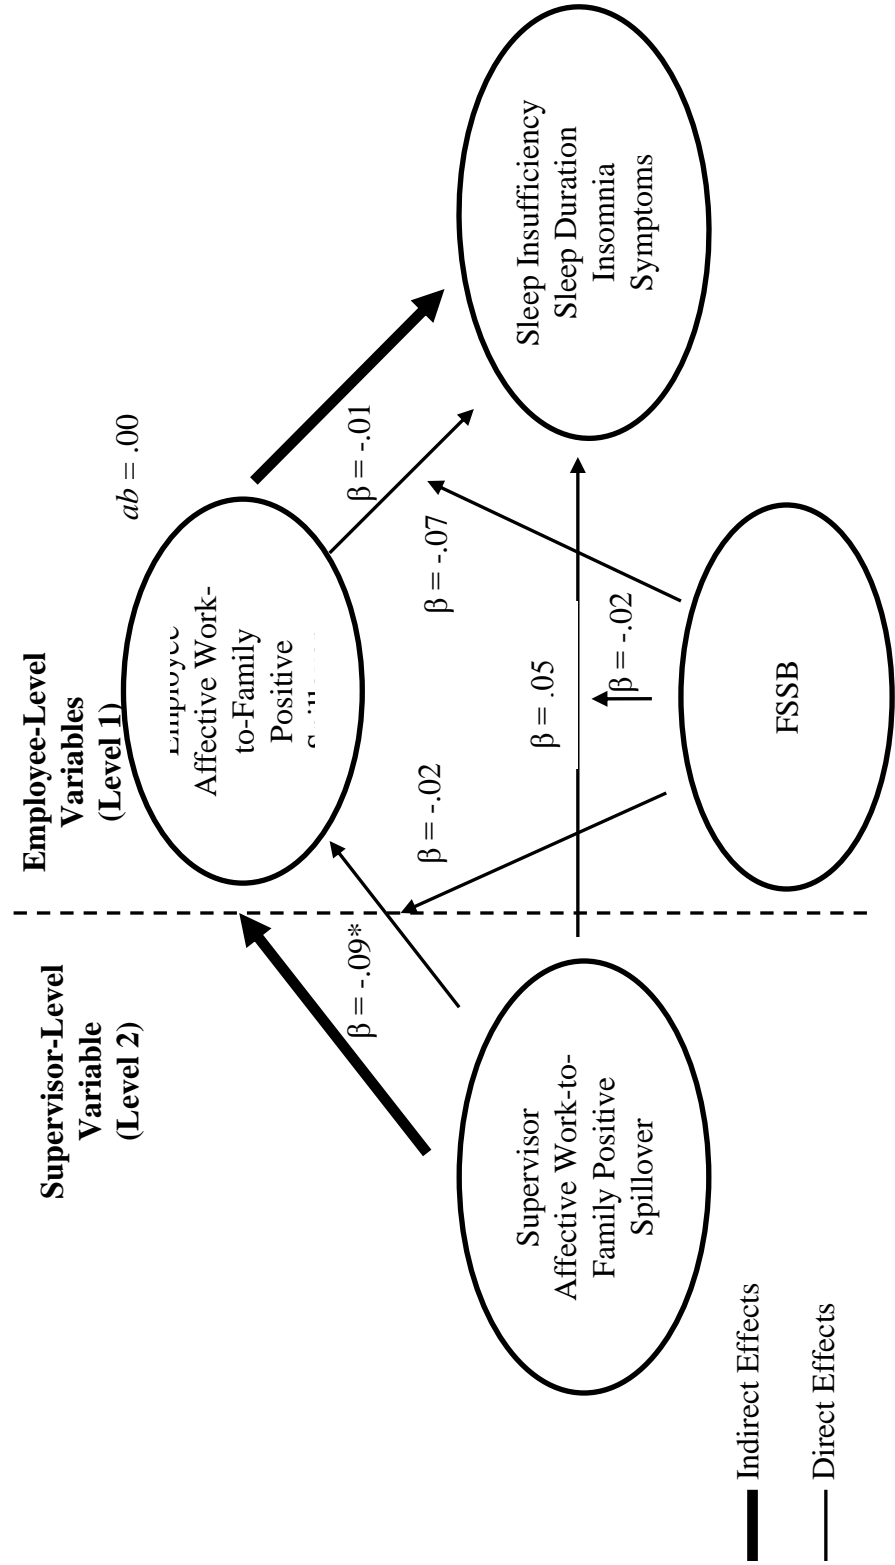 Supervisor-Level
Variable
(Level 2)
Employee-Level
Variables
(Level 1)
ab = .00
Affective Work-
to-Family
Positive
β = -.09*
β = -.02
β = -.07
β = -.01
Supervisor
Affective Work-to-
Family Positive
Spillover
β = .05
β = -.02
Sleep Insufficiency
Sleep Duration
Insomnia
Symptoms
FSSB
Indirect Effects
Direct Effects